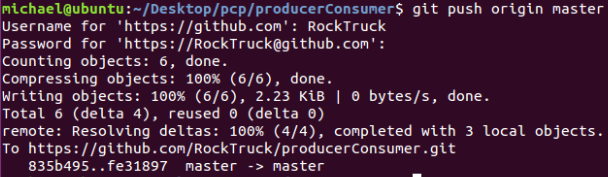 michael@ubuntu:~/Desktop/pcp/producerConsumer$ git push origin master
Username for 'https://github.com': RockTruck
Password for 'https://RockTruck@github.com':
Counting objects: 6, done.
Compressing objects: 100% (6/6), done.
Writing objects: 100% (6/6), 2.23 KiB | 0 bytes/s, done.
Total 6 (delta 4), reused 0 (delta 0)
remote: Resolving deltas: 100% (4/4), completed with 3 local objects.
To https://github.com/RockTruck/producerConsumer.git
   835b495..fe31897  master -> master